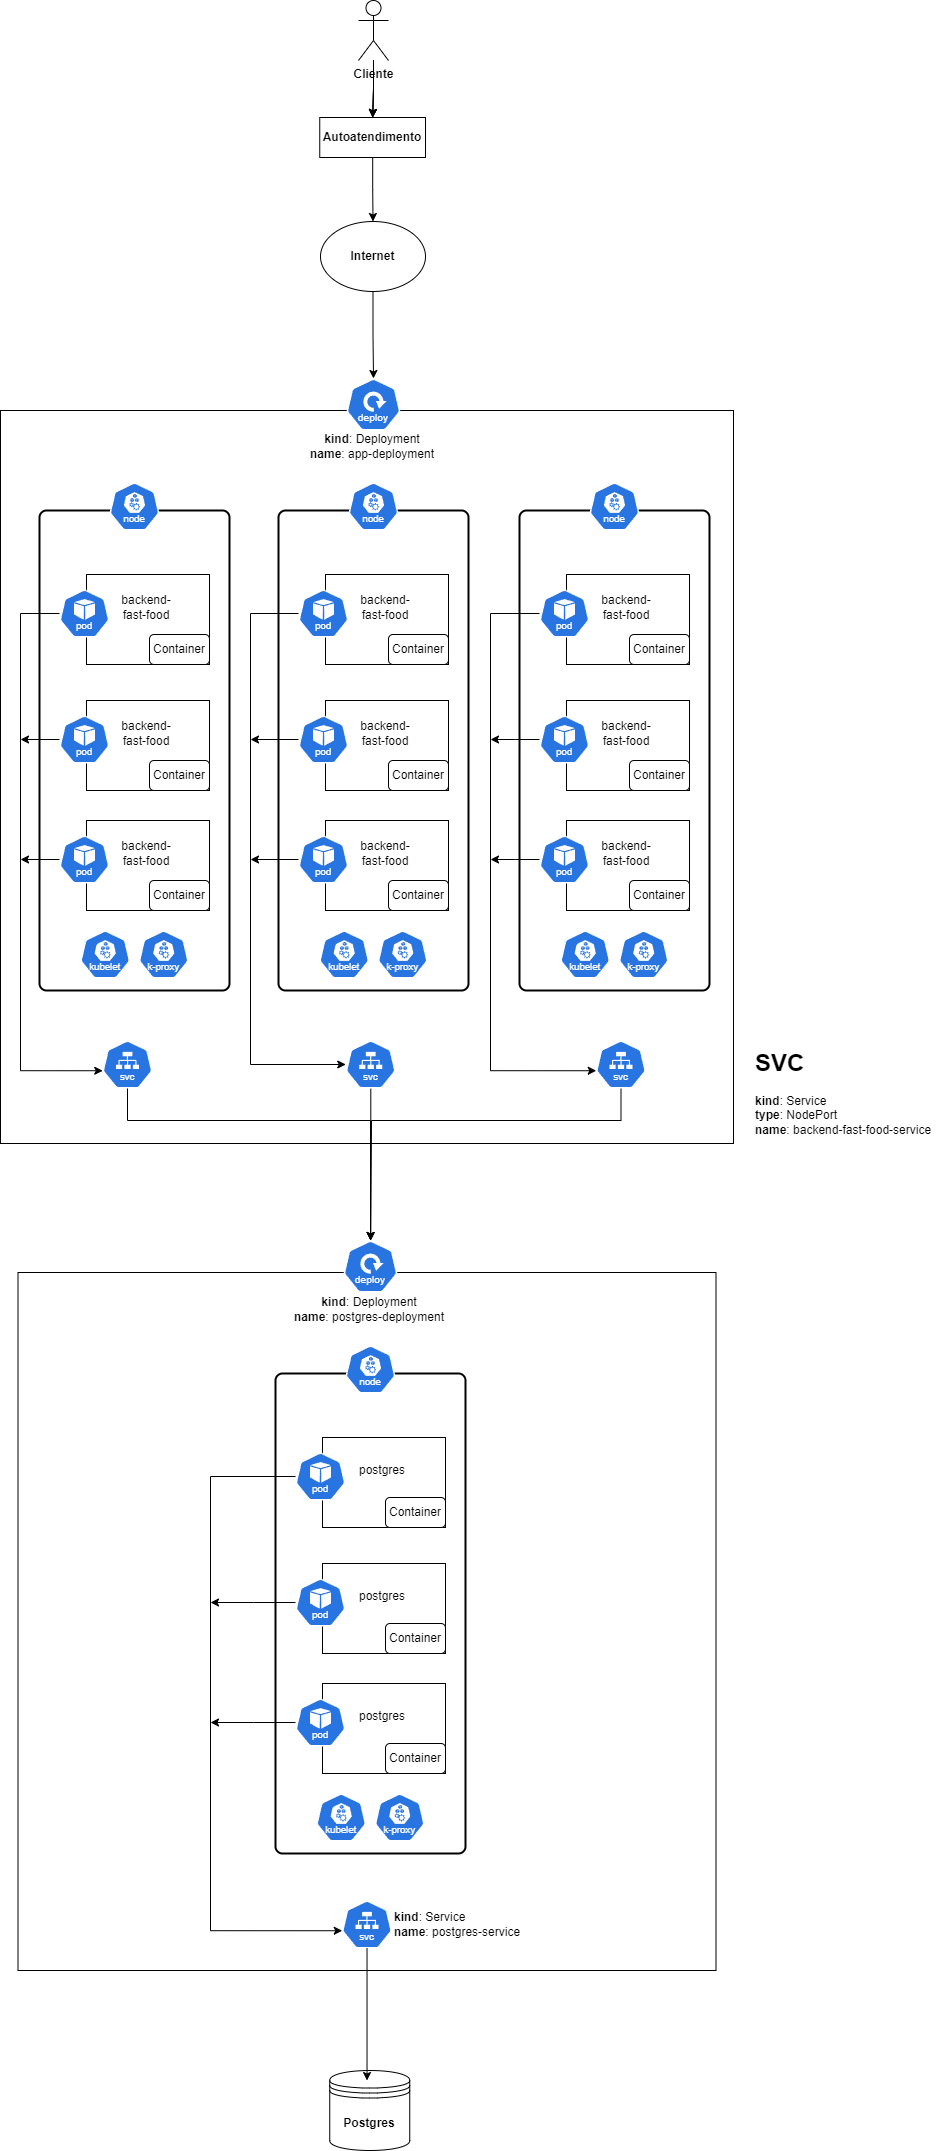 Cliente
Autoatendimento
Internet
deploy
kind: Deployment
name: app-deployment
node
node
node
backend-
fast-food
pod
Container
backend-
fast-food
pod
Container
backend-
fast-food
pod
Container
backend-
fast-food
pod
Container
backend-
fast-food
pod
Container
backend-
fast-food
pod
Container
backend-
fast-food
pod
Container
backend-
fast-food
pod
Container
backend-
fast-food
pod
Container
kubelet
k-proxy
kubelet
k-proxy
kubelet
k-proxy
svc
svc
svc
SVC
kind: Service
type: NodePort
name: backend-fast-food-service
deploy
kind: Deployment
name: postgres-deployment
node
postgres
pod
Container
postgres
pod
Container
postgres
pod
Container
kubelet
k-proxy
svc
kind: Service
name: postgres-service
Postgres